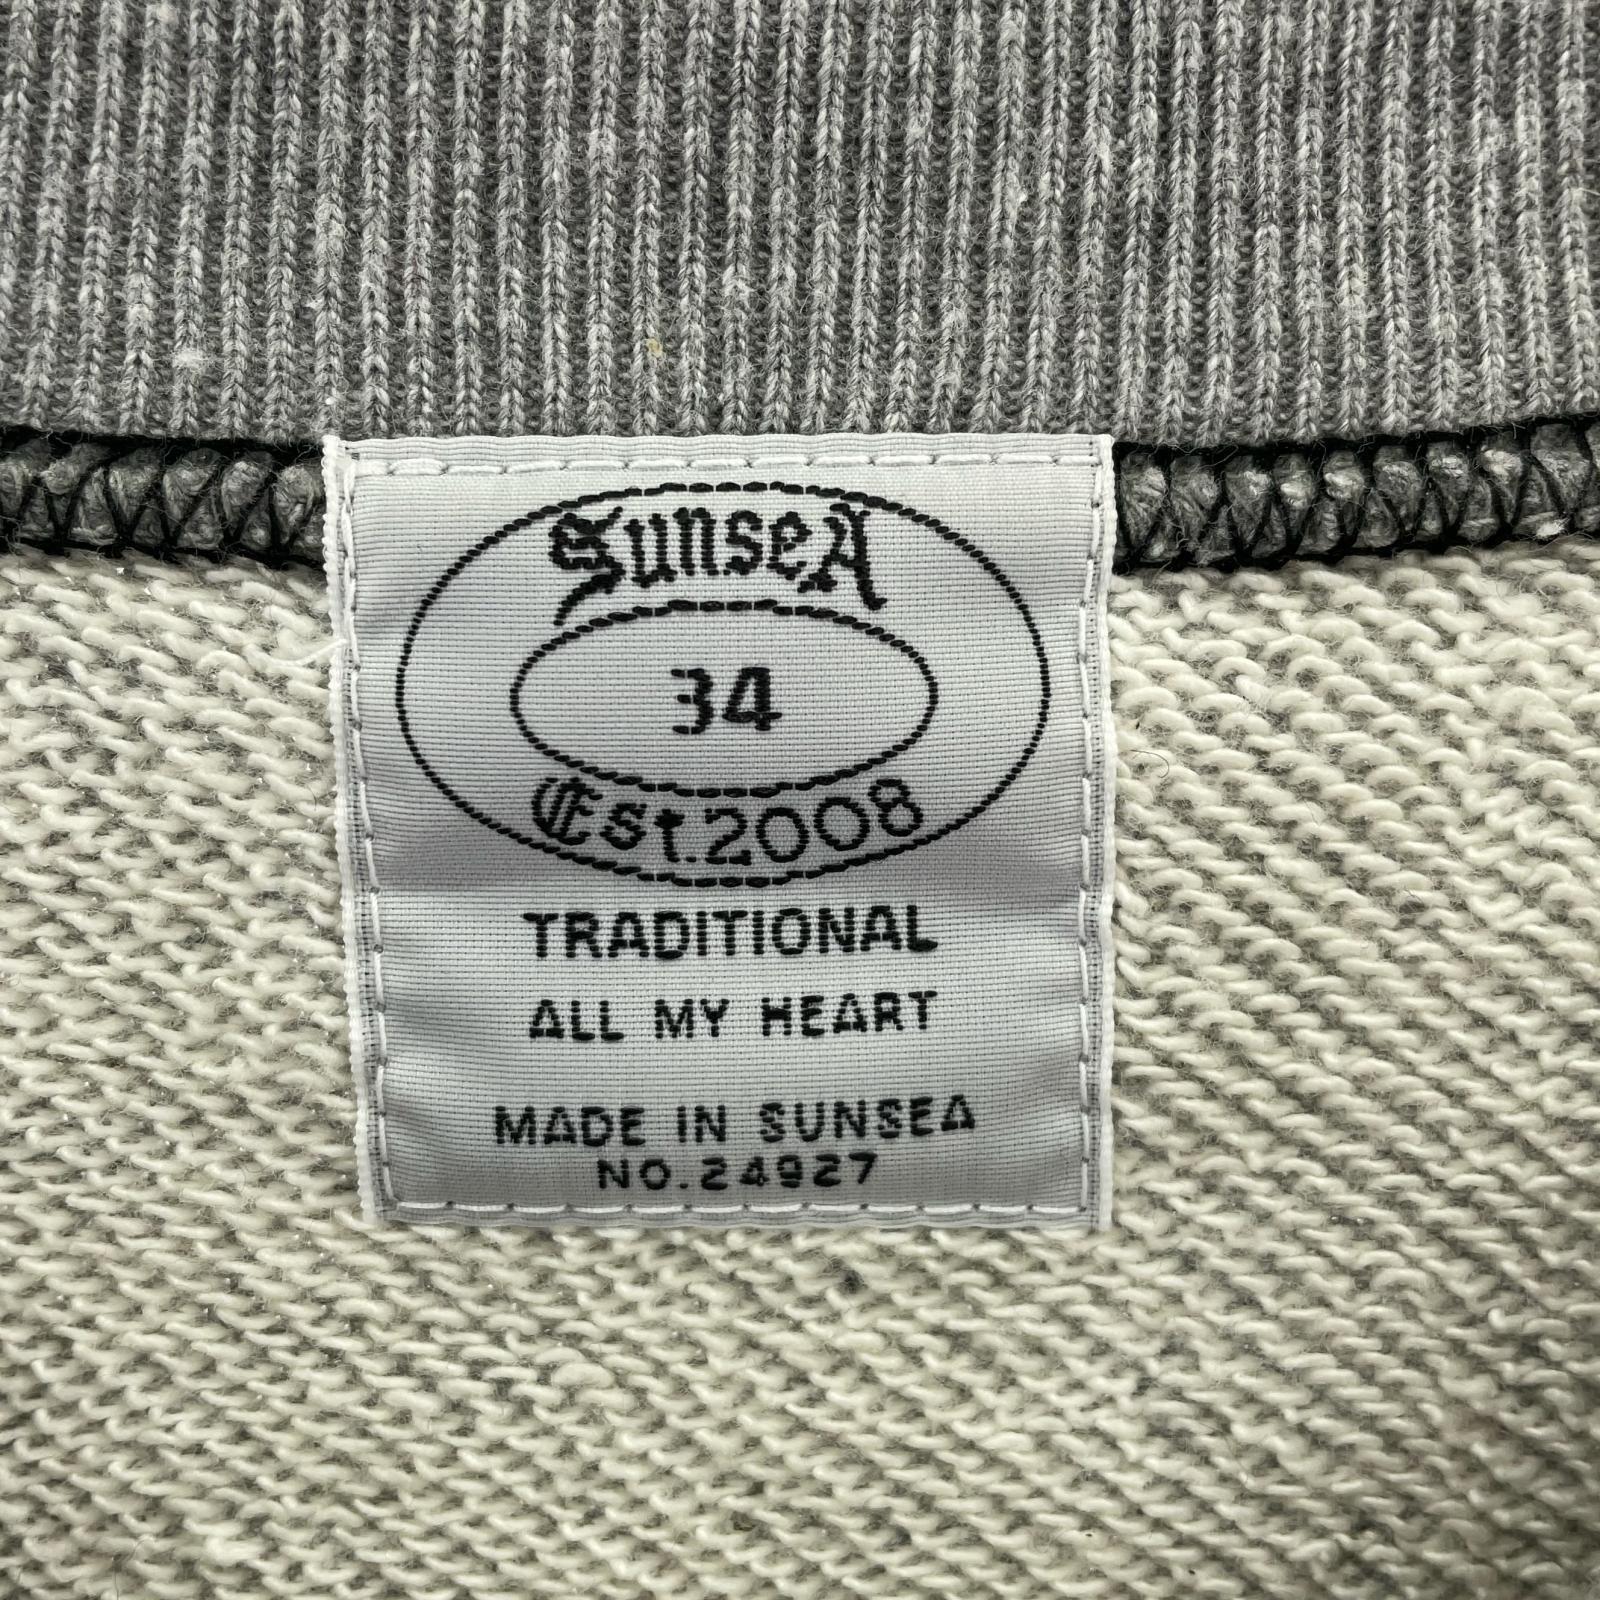 SunseA
34
Est.2008
TRADITIONAL
ALL MY HEART
MADE IN SUNSEA
NO.24927